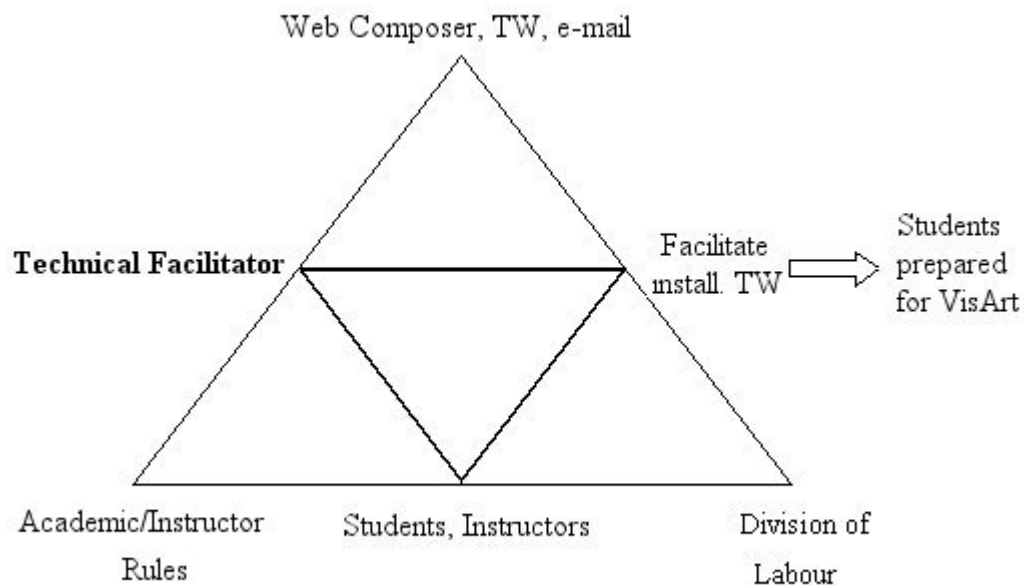 Web Composer, TW, e-mail
Technical Facilitator
Facilitate
install. TW
Students
prepared
for VisArt
Academic/Instructor
Rules
Students, Instructors
Division of
Labour